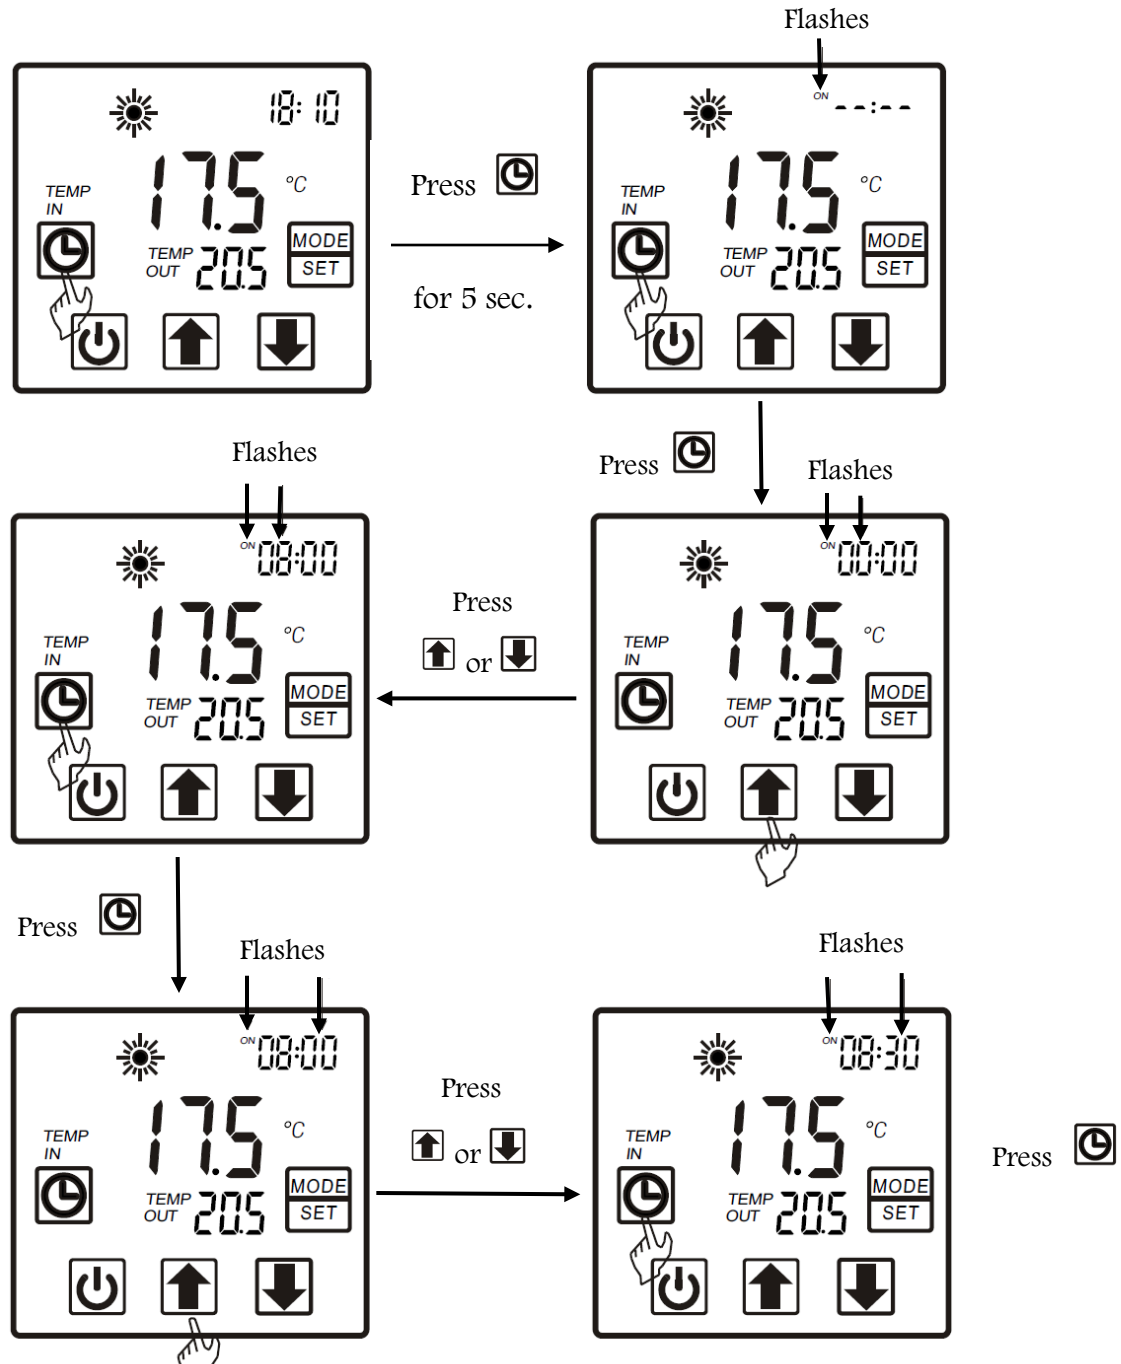 Flashes
18:10
17.5 °C
TEMP
IN
TEMP
OUT
20.5
MODE
SET
Press
for 5 sec.
ON --:--
17.5 °C
TEMP
IN
TEMP
OUT
20.5
MODE
SET
Press
Flashes
ON 00:00
17.5 °C
TEMP
IN
TEMP
OUT
20.5
MODE
SET
Press
or
Flashes
ON 08:00
17.5 °C
TEMP
IN
TEMP
OUT
20.5
MODE
SET
Press
Flashes
ON 08:00
17.5 °C
TEMP
IN
TEMP
OUT
20.5
MODE
SET
Press
or
Flashes
ON 08:30
17.5 °C
TEMP
IN
TEMP
OUT
20.5
MODE
SET
Press